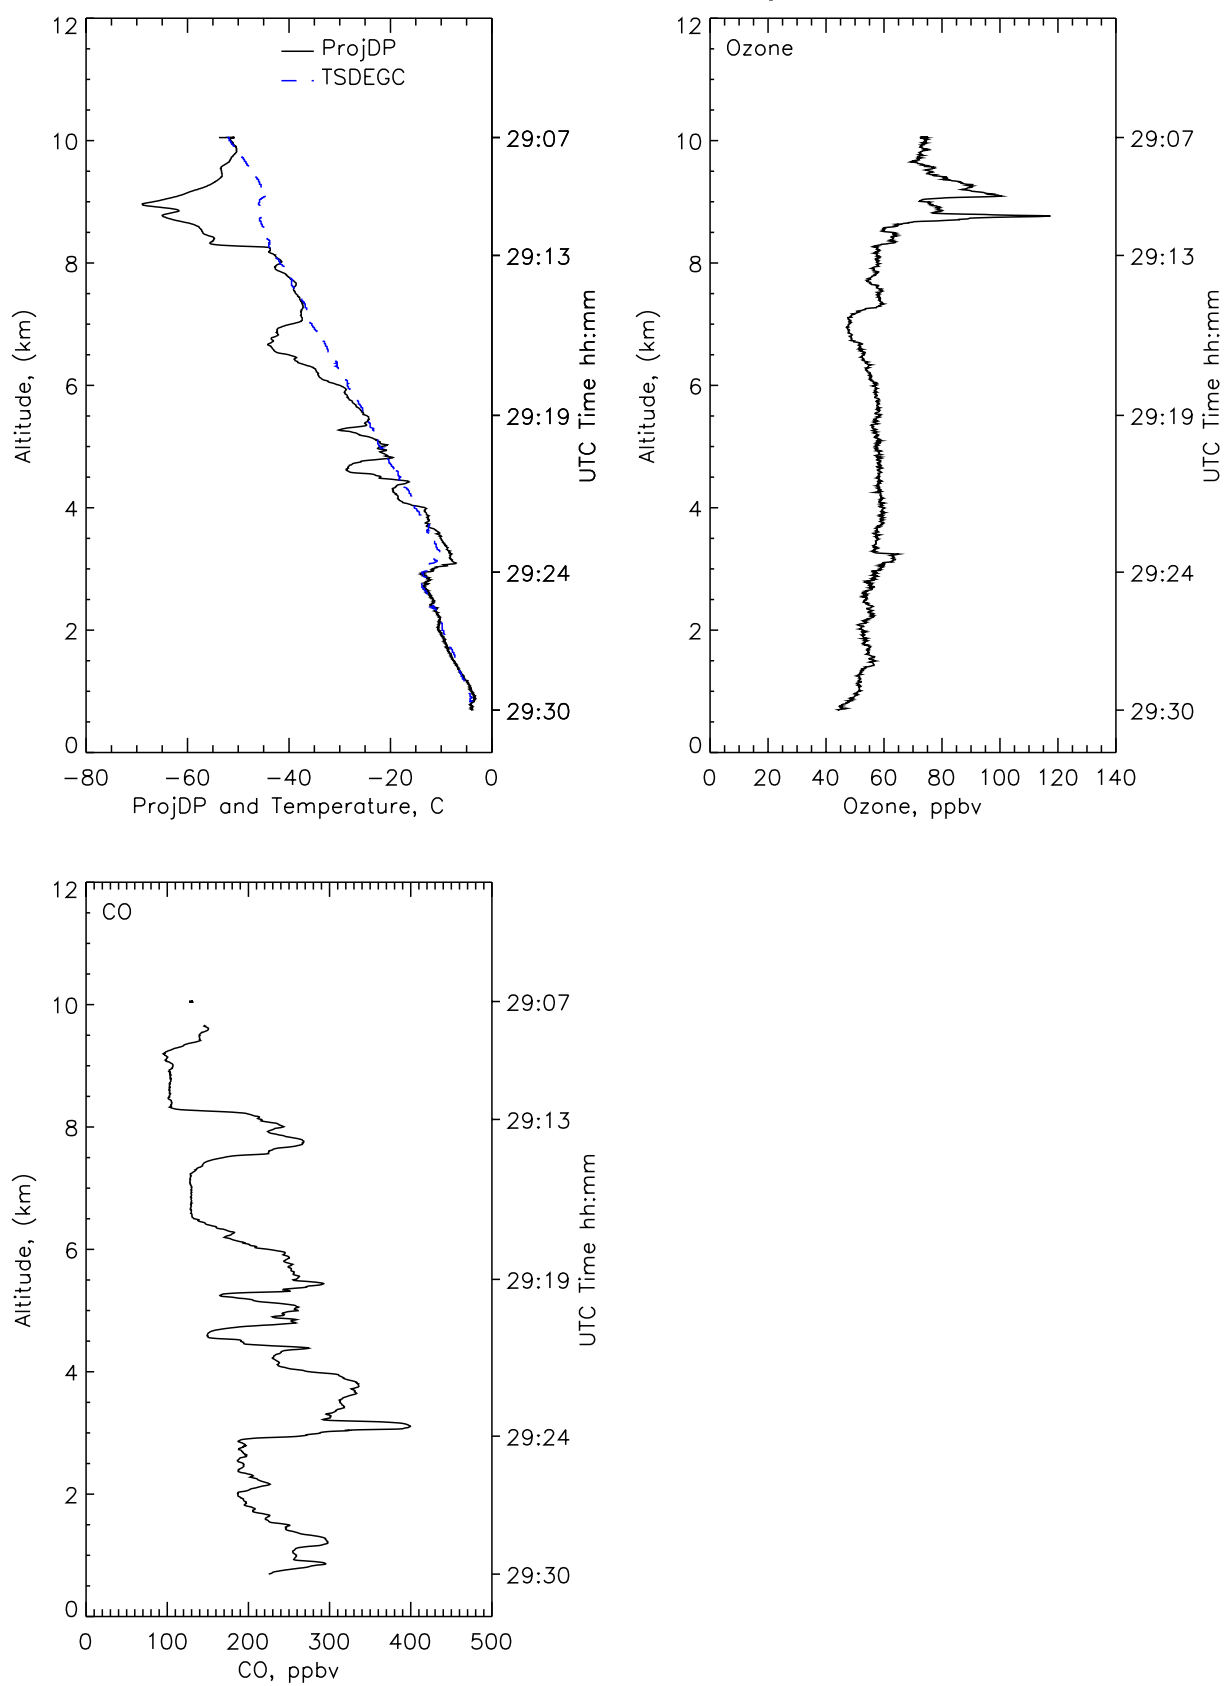 12
10
8
6
4
2
0
Altitude, (km)
ProjDP
TSDEGC
29:07
29:13
29:19
29:24
29:30
UTC Time hh:mm
−80 −60 −40 −20 0
ProjDP and Temperature, C
12
10
8
6
4
2
0
Altitude, (km)
Ozone
29:07
29:13
29:19
29:24
29:30
UTC Time hh:mm
0 20 40 60 80 100 120 140
Ozone, ppbv
12
10
8
6
4
2
0
Altitude, (km)
CO
29:07
29:13
29:19
29:24
29:30
UTC Time hh:mm
0 100 200 300 400 500
CO, ppbv